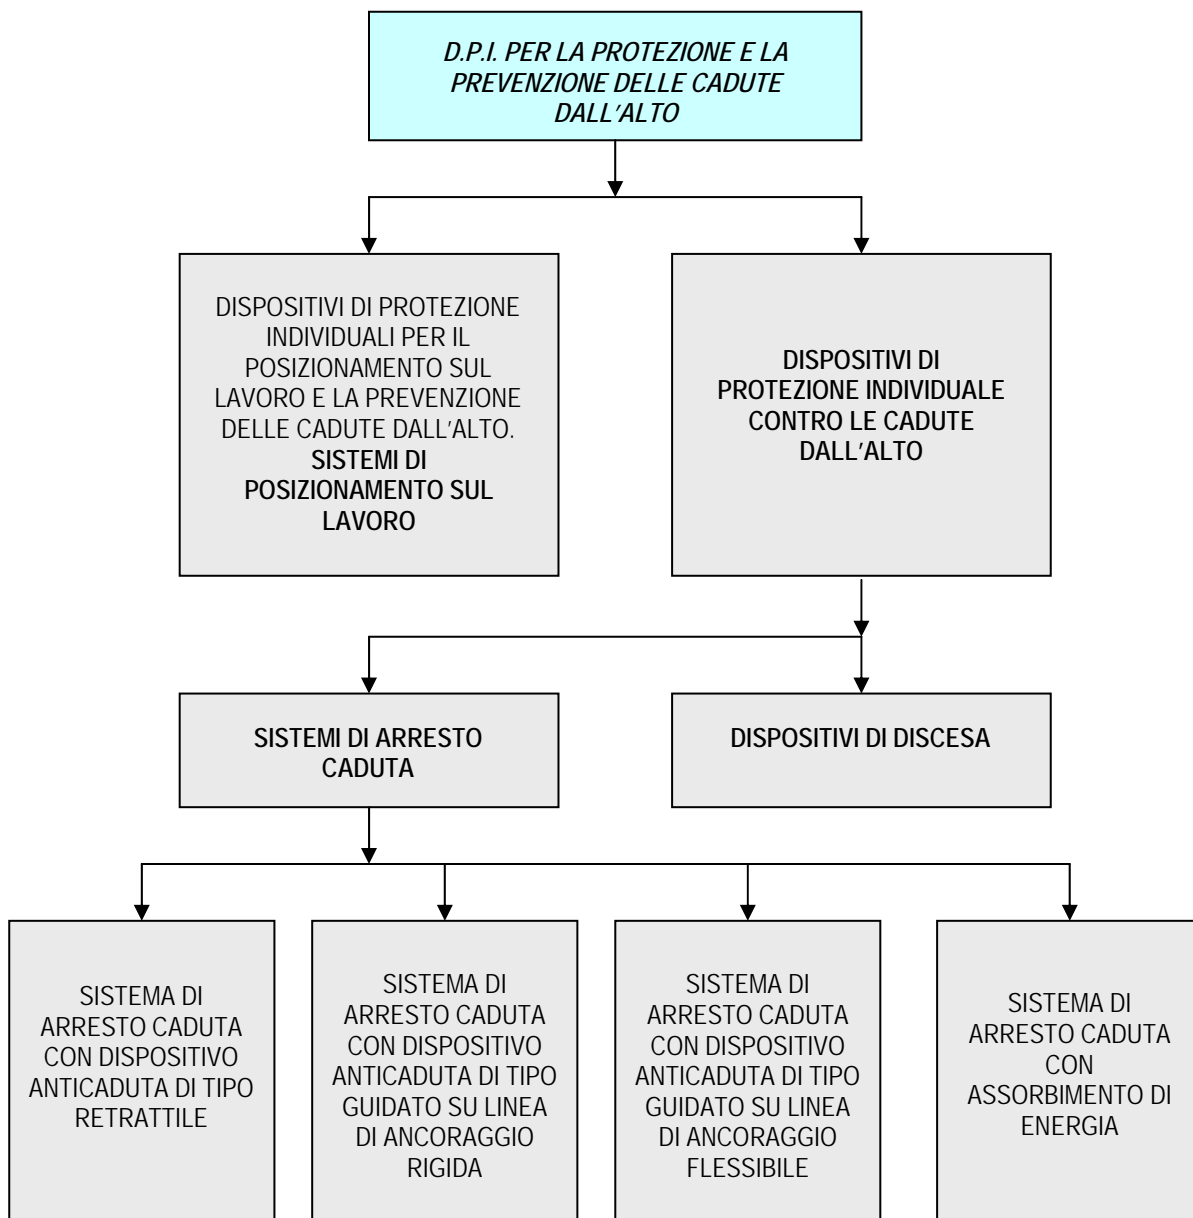 D.P.I. PER LA PROTEZIONE E LA
PREVENZIONE DELLE CADUTE
DALL'ALTO
DISPOSITIVI DI PROTEZIONE
INDIVIDUALI PER IL
POSIZIONAMENTO SUL
LAVORO E LA PREVENZIONE
DELLE CADUTE DALL'ALTO.
SISTEMI DI
POSIZIONAMENTO SUL
LAVORO
DISPOSITIVI DI
PROTEZIONE INDIVIDUALE
CONTRO LE CADUTE
DALL'ALTO
SISTEMI DI ARRESTO
CADUTA
DISPOSITIVI DI DISCESA
SISTEMA DI
ARRESTO CADUTA
CON DISPOSITIVO
ANTICADUTA DI TIPO
RETRATTILE
SISTEMA DI
ARRESTO CADUTA
CON DISPOSITIVO
ANTICADUTA DI TIPO
GUIDATO SU LINEA
DI ANCORAGGIO
RIGIDA
SISTEMA DI
ARRESTO CADUTA
CON DISPOSITIVO
ANTICADUTA DI TIPO
GUIDATO SU LINEA
DI ANCORAGGIO
FLESSIBILE
SISTEMA DI
ARRESTO CADUTA
CON
ASSORBIMENTO DI
ENERGIA